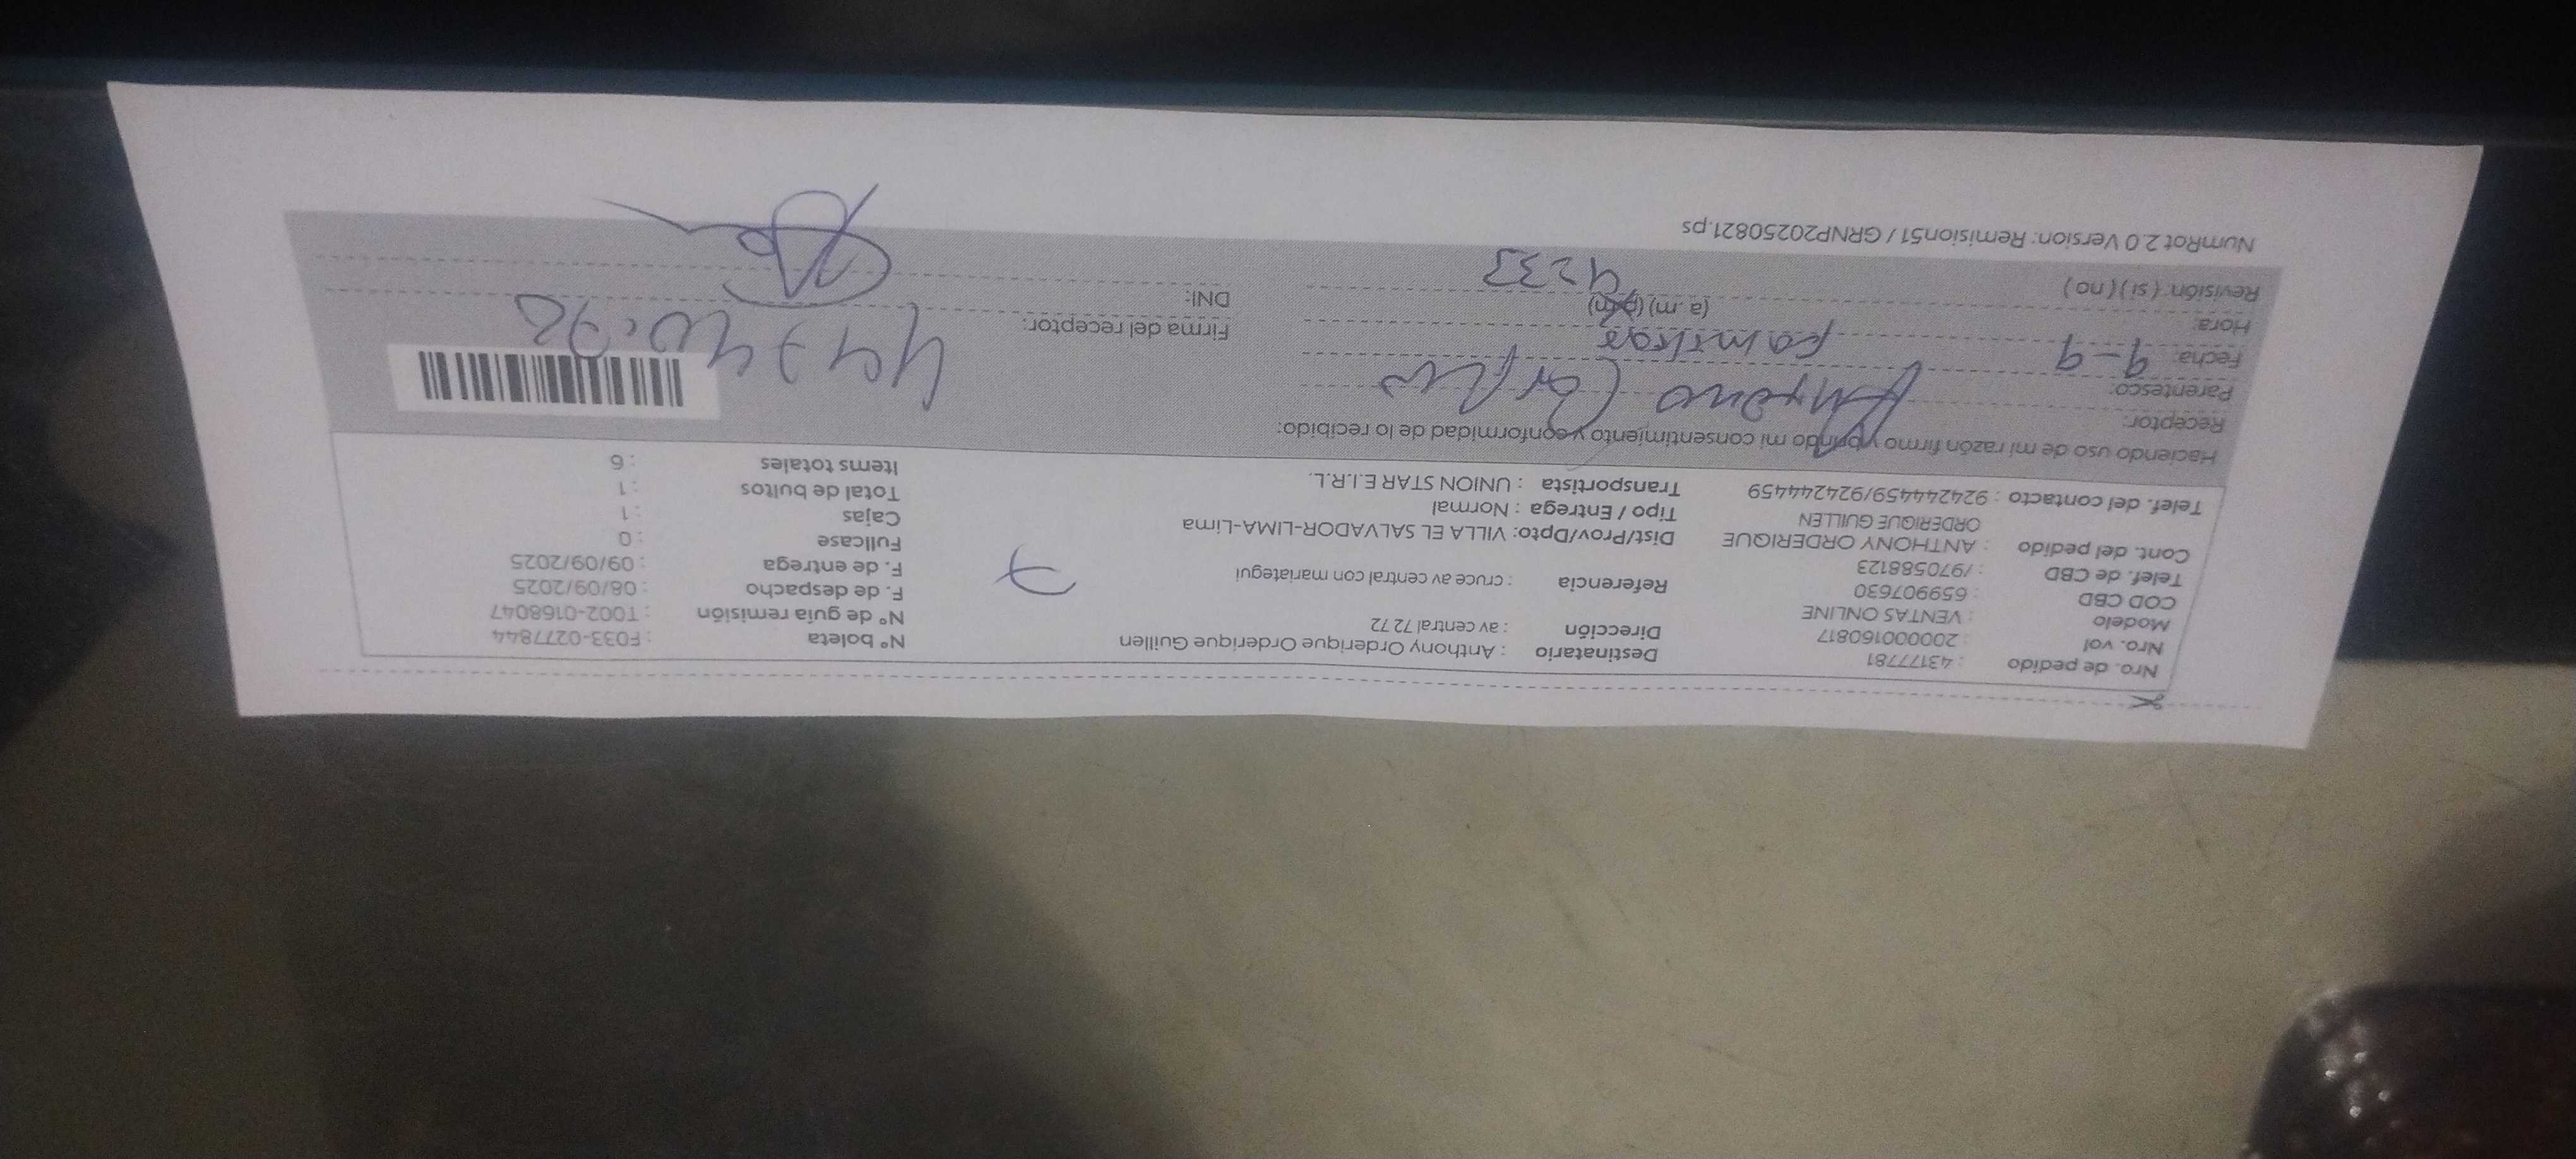 Nro. de pedido : 43177781
Nro. vol : 200000160817
Modelo : VENTAS ONLINE
COD CBD : 659907630
Telef. de CBD : /970588123
Cont. del pedido : ANTHONY ORDERIQUE
ORDERIQUE GUILLEN
Telef. del contacto : 924244459/924244459
Destinatario : Anthony Orderique Orderique Guillen
Dirección : av central 72 72
Referencia : cruce av central con mariategui
Dist/Prov/Dpto: VILLA EL SALVADOR-LIMA-Lima
Tipo / Entrega : Normal
Transportista : UNION STAR E.I.R.L.
7
N° boleta : F033-0277844
N° de guía remisión : T002-0168047
F. de despacho : 08/09/2025
F. de entrega : 09/09/2025
Fullcase : 0
Cajas : 1
Total de bultos : 1
Items totales : 6
Haciendo uso de mi razón firmo y brindo mi consentimiento y conformidad de lo recibido:
Receptor:
Parentesco:
Fecha: 9-9
Hora: (a.m) (p.m) 4:33
Revisión: (si) (no)
Firma del receptor:
DNI:
NumRot 2.0 Version: Remision51 / GRNP20250821.ps